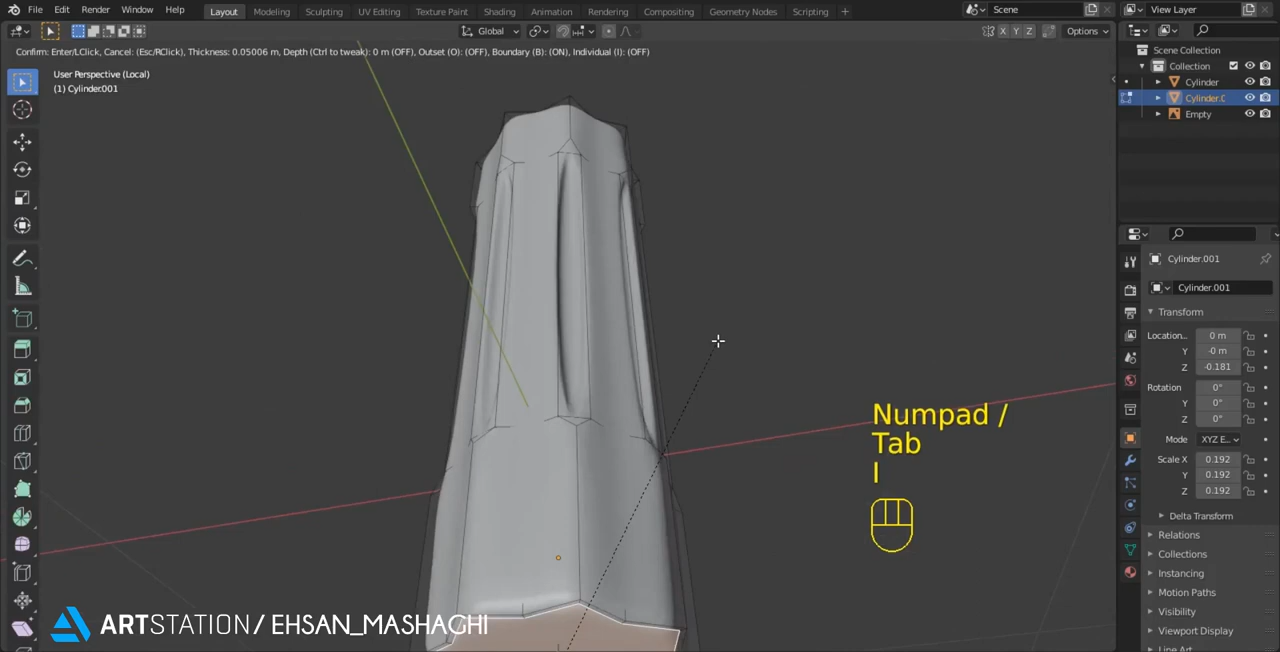 File Edit Render Window Help Layout Modeling Sculpting UV Editing Texture Paint Shading Animation Rendering Compositing Geometry Nodes Scripting + Scene View Layer
Global X Y Z Options
Confirm: Enter/LClick, Cancel: (Esc/RClick), Thickness: 0.05006 m, Depth (Ctrl to tweak): 0 m (OFF), Outset (O): (OFF), Boundary (B): (ON), Individual (I): (OFF)
User Perspective (Local)
(1) Cylinder.001
Scene Collection
Collection
Cylinder
Cylinder.0
Empty
Cylinder.001
Cylinder.001
Transform
Location... 0 m
Y -0 m
Z -0.181
Rotation 0°
Y 0°
Z 0°
Mode XYZ E...
Scale X 0.192
Y 0.192
Z 0.192
Delta Transform
Relations
Collections
Instancing
Motion Paths
Visibility
Viewport Display
Line Art
Numpad /
Tab
I
ARTSTATION / EHSAN_MASHAGHI